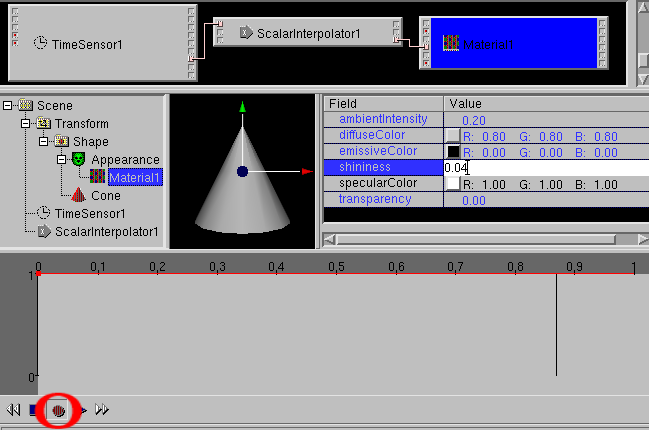 TimeSensor1
ScalarInterpolator1
Material1
Scene
Transform
Shape
Appearance
Material1
Cone
TimeSensor1
ScalarInterpolator1
Field Value
ambientIntensity 0.20
diffuseColor R: 0.80 G: 0.80 B: 0.80
emissiveColor R: 0.00 G: 0.00 B: 0.00
shininess 0.04
specularColor R: 1.00 G: 1.00 B: 1.00
transparency 0.00
0 0,1 0,2 0,3 0,4 0,5 0,6 0,7 0,8 0,9 1
1
0